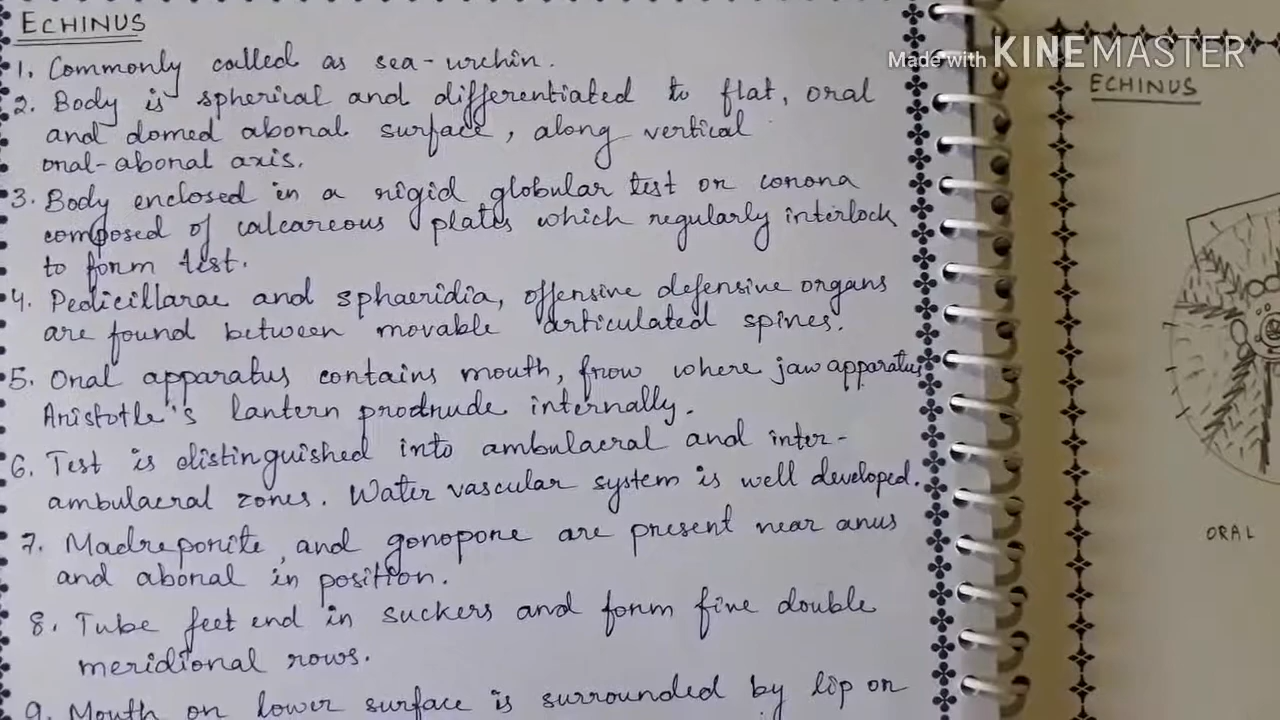 ECHINUS
1. Commonly called as sea-urchin.
2. Body is spherical and differentiated to flat, oral
and domed aboral surface, along vertical
oral-aboral axis.
3. Body enclosed in a rigid globular test or corona
composed of calcareous plates which regularly interlock
to form test.
4. Pedicillarae and sphaeridia, offensive defensive organs
are found between movable articulated spines.
5. Oral apparatus contains mouth, from where jaw apparatus
Aristotle's lantern protrude internally.
6. Test is distinguished into ambulacral and inter-
ambulacral zones. Water vascular system is well developed.
7. Madreporite, and gonopore are present near anus
and aboral in position.
8. Tube feet end in suckers and form five double
meridional rows.
9. Mouth on lower surface is surrounded by lip or
Made with KINEMASTER
ECHINUS
ORAL